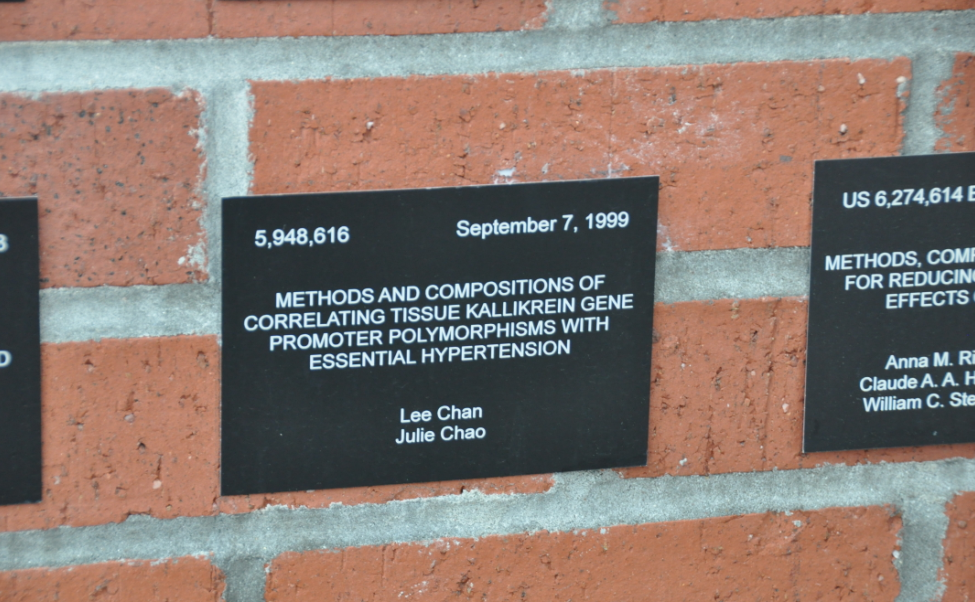 5,948,616 September 7, 1999
METHODS AND COMPOSITIONS OF
CORRELATING TISSUE KALLIKREIN GENE
PROMOTER POLYMORPHISMS WITH
ESSENTIAL HYPERTENSION
Lee Chan
Julie Chao
US 6,274,614
METHODS,
FOR REDUCING
EFFECTS
Anna M.
Claude A. A.
William C.